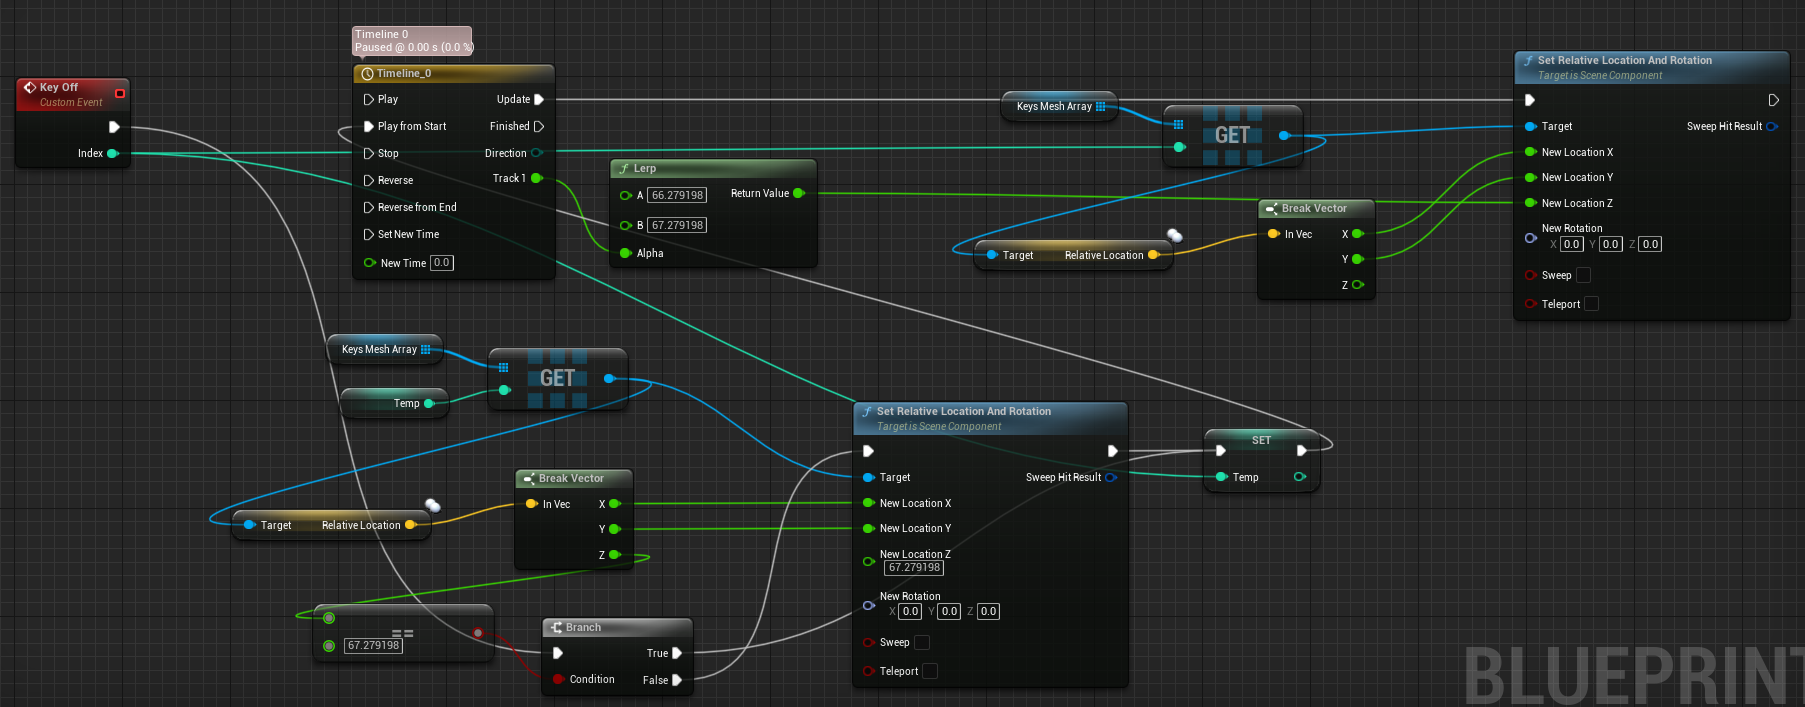 Timeline 0
Paused @ 0.00 s (0.0 %)
Key Off
Custom Event
Index
Timeline_0
Play
Update
Play from Start
Finished
Stop
Direction
Reverse
Track 1
Reverse from End
Set New Time
New Time 0.0
Lerp
A 66.279198
Return Value
B 67.279198
Alpha
Keys Mesh Array
GET
Target
Relative Location
Break Vector
In Vec
X
Y
Z
Set Relative Location And Rotation
Target is Scene Component
Target
Sweep Hit Result
New Location X
New Location Y
New Location Z
New Rotation
X 0.0 Y 0.0 Z 0.0
Sweep
Teleport
Keys Mesh Array
Temp
GET
Target
Relative Location
Break Vector
In Vec
X
Y
Z
==
67.279198
Branch
True
Condition
False
Set Relative Location And Rotation
Target is Scene Component
Target
Sweep Hit Result
New Location X
New Location Y
New Location Z
67.279198
New Rotation
X 0.0 Y 0.0 Z 0.0
Sweep
Teleport
SET
Temp
BLUEPRINT